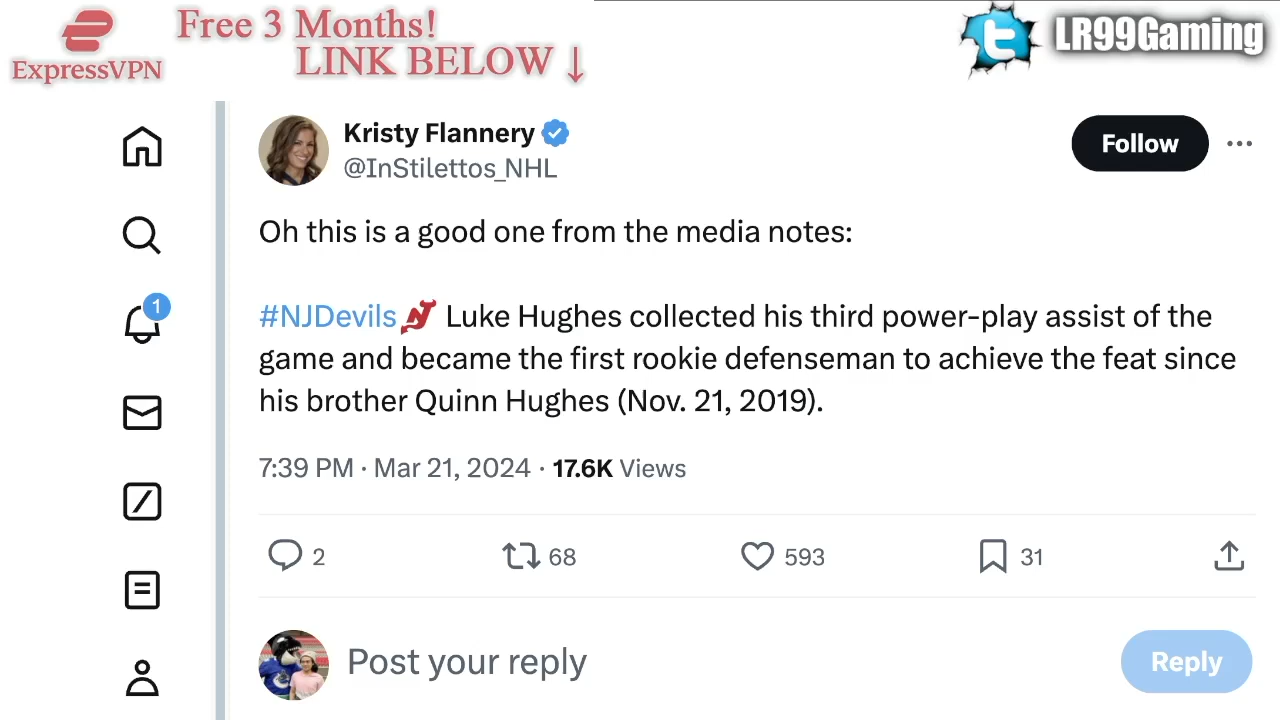 ExpressVPN
Free 3 Months!
LINK BELOW ↓
LR99Gaming
Kristy Flannery
@InStilettos_NHL
Follow
Oh this is a good one from the media notes:
1
#NJDevils Luke Hughes collected his third power-play assist of the
game and became the first rookie defenseman to achieve the feat since
his brother Quinn Hughes (Nov. 21, 2019).
7:39 PM · Mar 21, 2024 · 17.6K Views
2 68 593 31
Post your reply
Reply